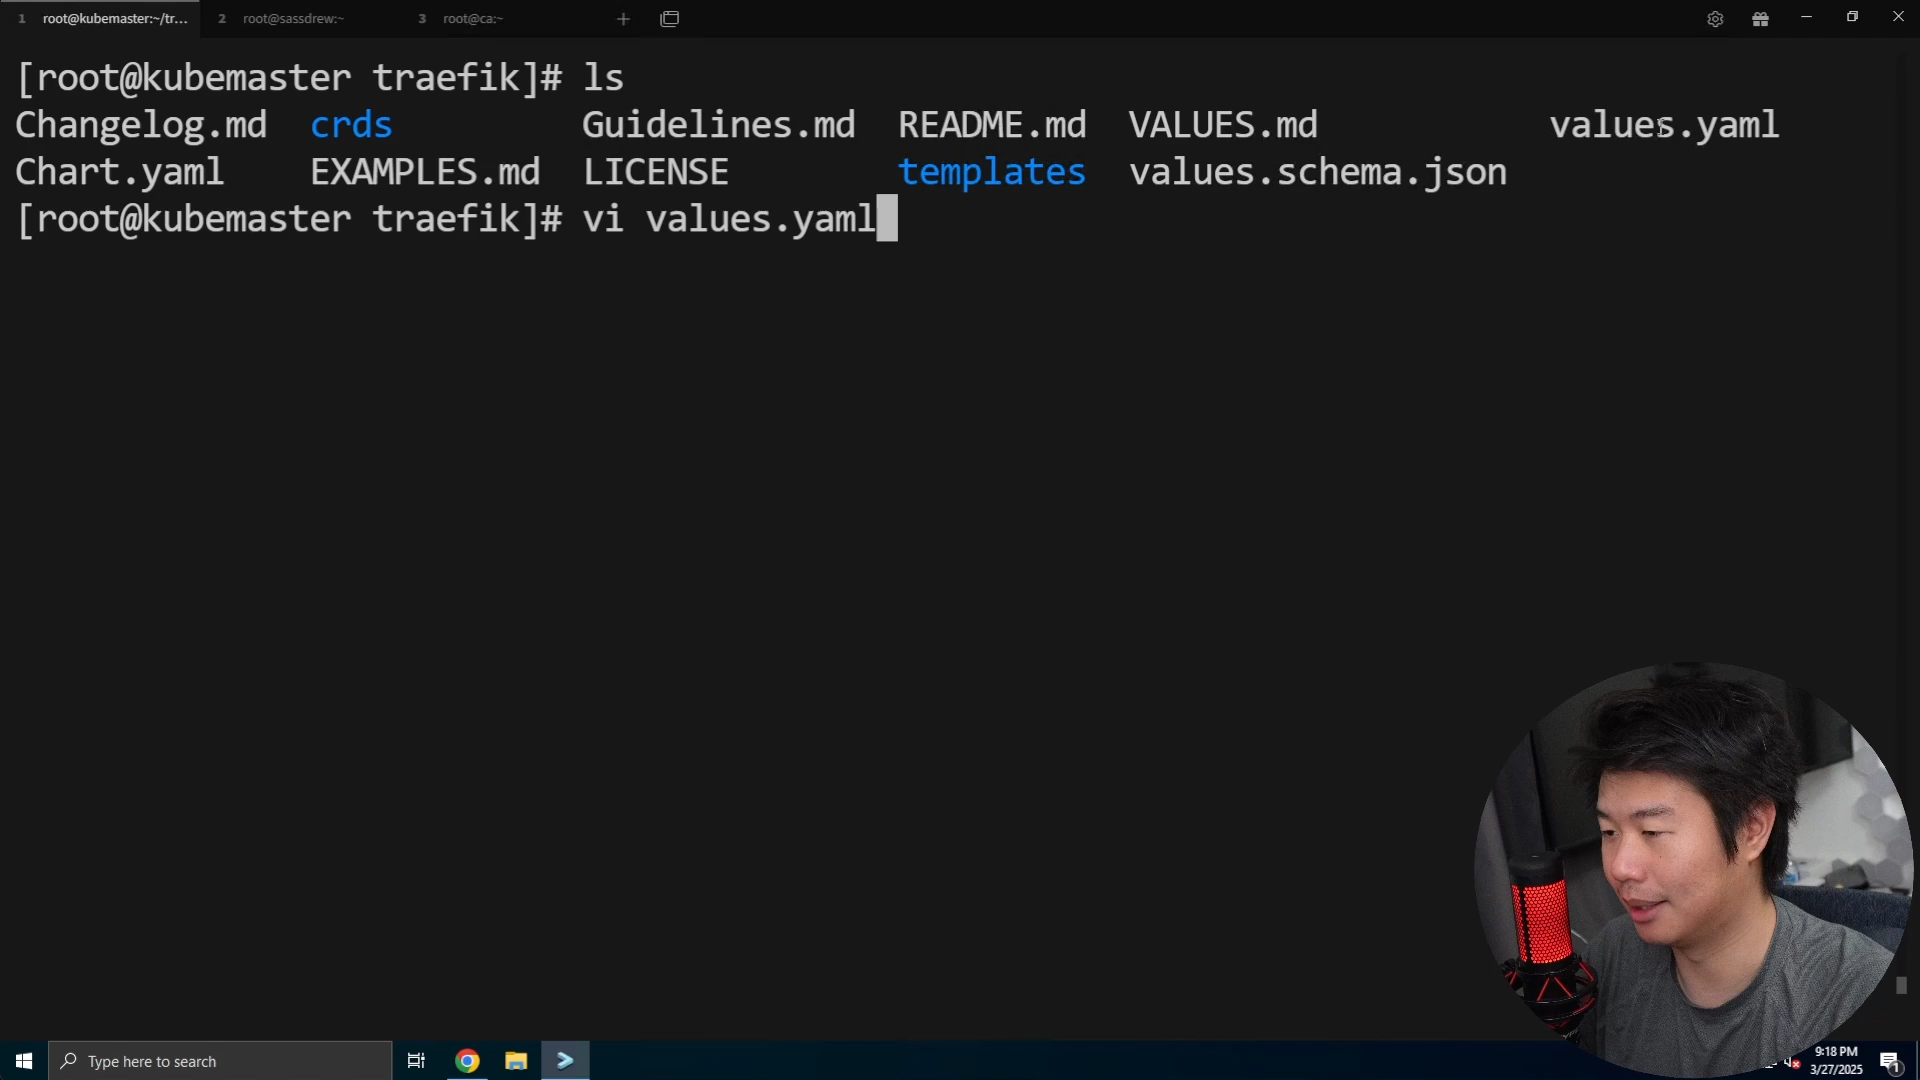 1 root@kubemaster:~/tr... 2 root@sassdrew:~ 3 root@ca:~
[root@kubemaster traefik]# ls
Changelog.md crds Guidelines.md README.md VALUES.md values.yaml
Chart.yaml EXAMPLES.md LICENSE templates values.schema.json
[root@kubemaster traefik]# vi values.yaml
Type here to search
9:18 PM
3/27/2025
1